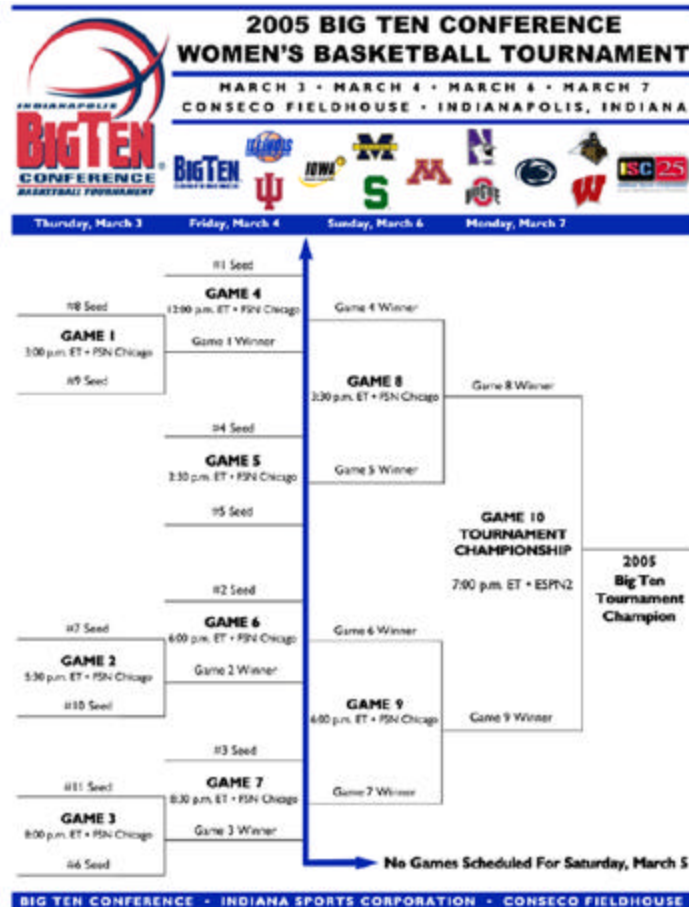 2005 BIG TEN CONFERENCE
WOMEN'S BASKETBALL TOURNAMENT
MARCH 3 • MARCH 4 • MARCH 6 • MARCH 7
CONSECO FIELDHOUSE • INDIANAPOLIS, INDIANA
INDIANAPOLIS
BIG TEN
CONFERENCE
BASKETBALL TOURNAMENT
BIG TEN
CONFERENCE
ILLINOIS
IOWA
M
S
M
N
OHIO STATE
W
ISC 25
Thursday, March 3
Friday, March 4
Sunday, March 6
Monday, March 7
#1 Seed
GAME 4
12:00 p.m. ET • FSN Chicago
Game 1 Winner
#8 Seed
GAME 1
3:00 p.m. ET • FSN Chicago
#9 Seed
Game 4 Winner
GAME 8
3:30 p.m. ET • FSN Chicago
Game 5 Winner
Game 8 Winner
#4 Seed
GAME 5
2:30 p.m. ET • FSN Chicago
#5 Seed
GAME 10
TOURNAMENT
CHAMPIONSHIP
7:00 p.m. ET • ESPN2
2005
Big Ten
Tournament
Champion
#2 Seed
GAME 6
6:00 p.m. ET • FSN Chicago
Game 2 Winner
#7 Seed
GAME 2
5:30 p.m. ET • FSN Chicago
#10 Seed
Game 6 Winner
GAME 9
6:00 p.m. ET • FSN Chicago
Game 7 Winner
Game 9 Winner
#3 Seed
GAME 7
8:30 p.m. ET • FSN Chicago
Game 3 Winner
#11 Seed
GAME 3
8:00 p.m. ET • FSN Chicago
#6 Seed
No Games Scheduled For Saturday, March 5
BIG TEN CONFERENCE • INDIANA SPORTS CORPORATION • CONSECO FIELDHOUSE